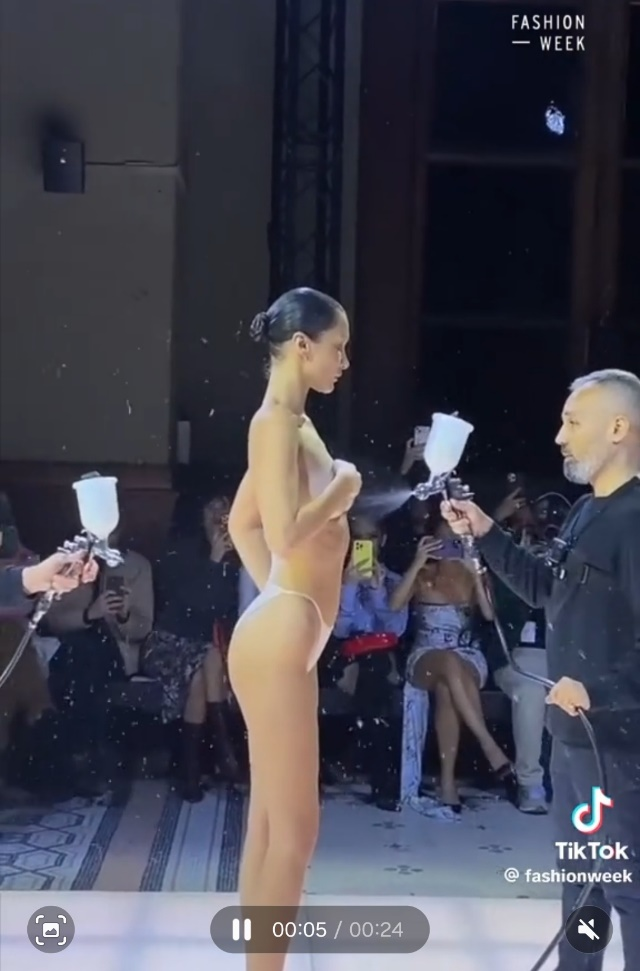 FASHION
— WEEK
TikTok
@ fashionweek
00:05 / 00:24